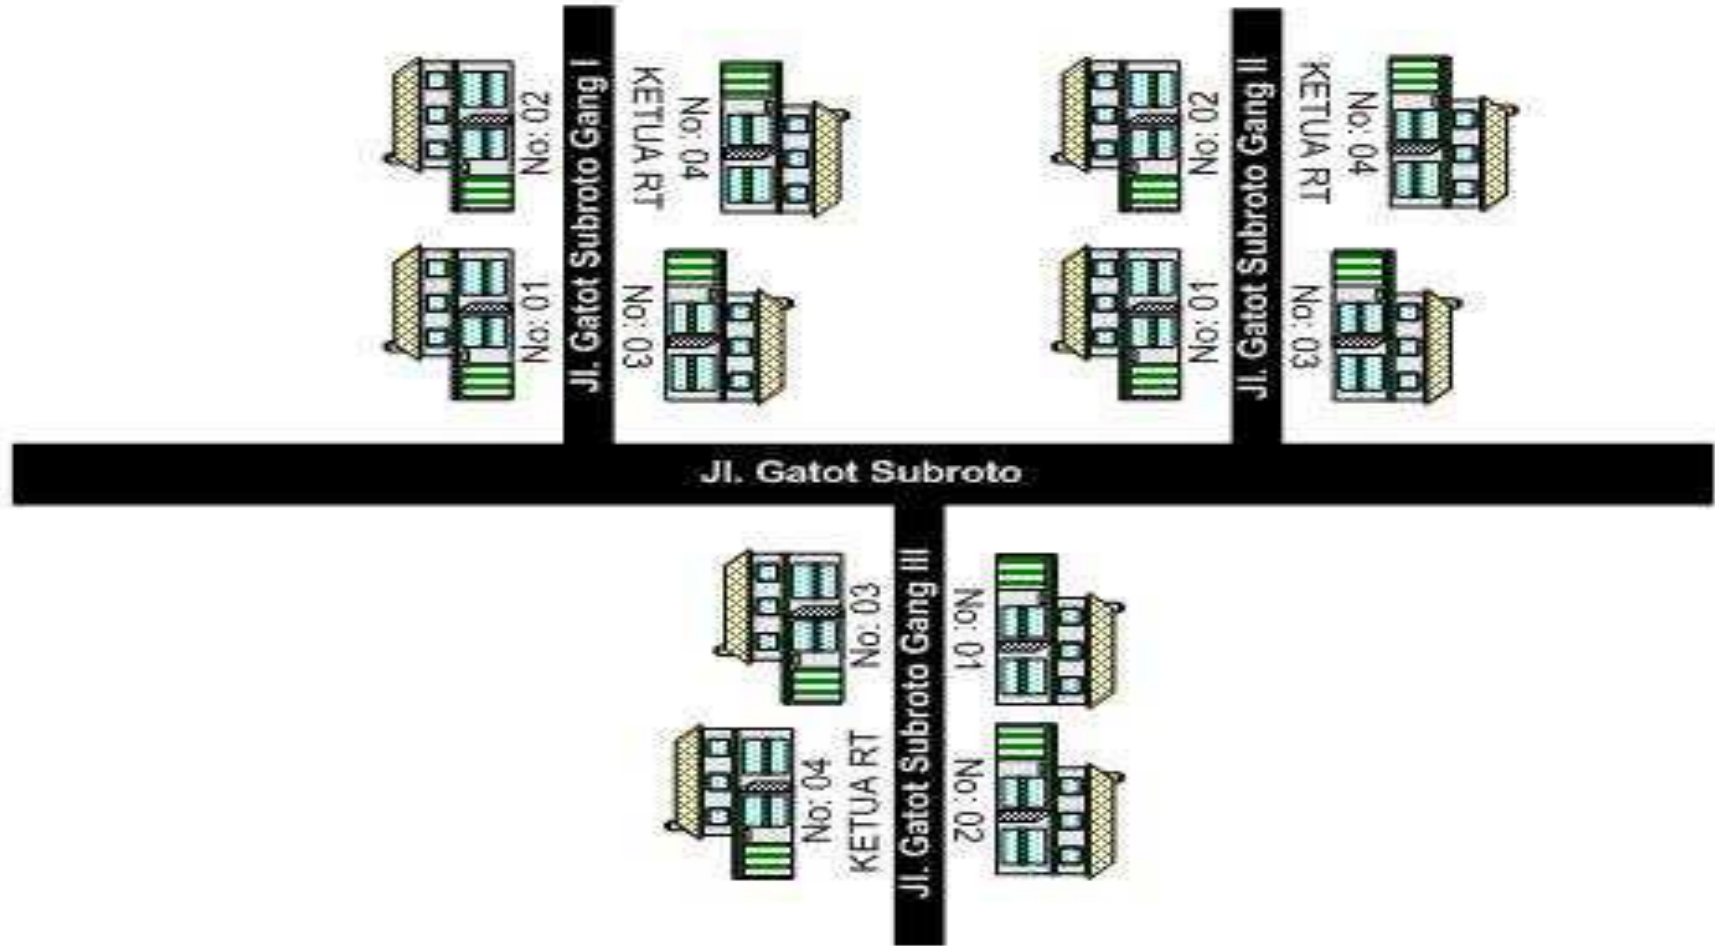 No: 02
Jl. Gatot Subroto Gang I
KETUA RT
No: 04
No: 01
No: 03
No: 02
Jl. Gatot Subroto Gang II
KETUA RT
No: 04
No: 01
No: 03
Jl. Gatot Subroto
No: 03
Jl. Gatot Subroto Gang III
No: 01
No: 04
KETUA RT
No: 02